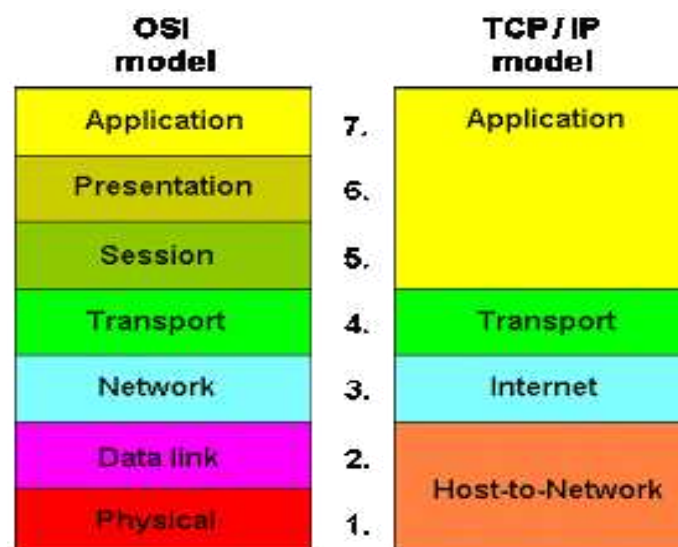 OSI
model
TCP / IP
model
Application
7.
Application
Presentation
6.
Session
5.
Transport
4.
Transport
Network
3.
Internet
Data link
2.
Host-to-Network
Physical
1.